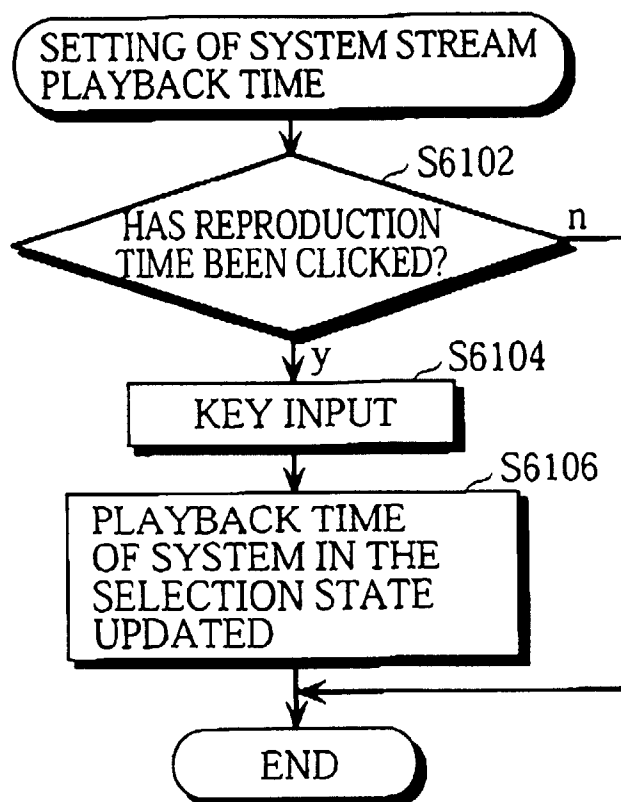 SETTING OF SYSTEM STREAM
PLAYBACK TIME
S6102
HAS REPRODUCTION
TIME BEEN CLICKED?
n
y
S6104
KEY INPUT
S6106
PLAYBACK TIME
OF SYSTEM IN THE
SELECTION STATE
UPDATED
END